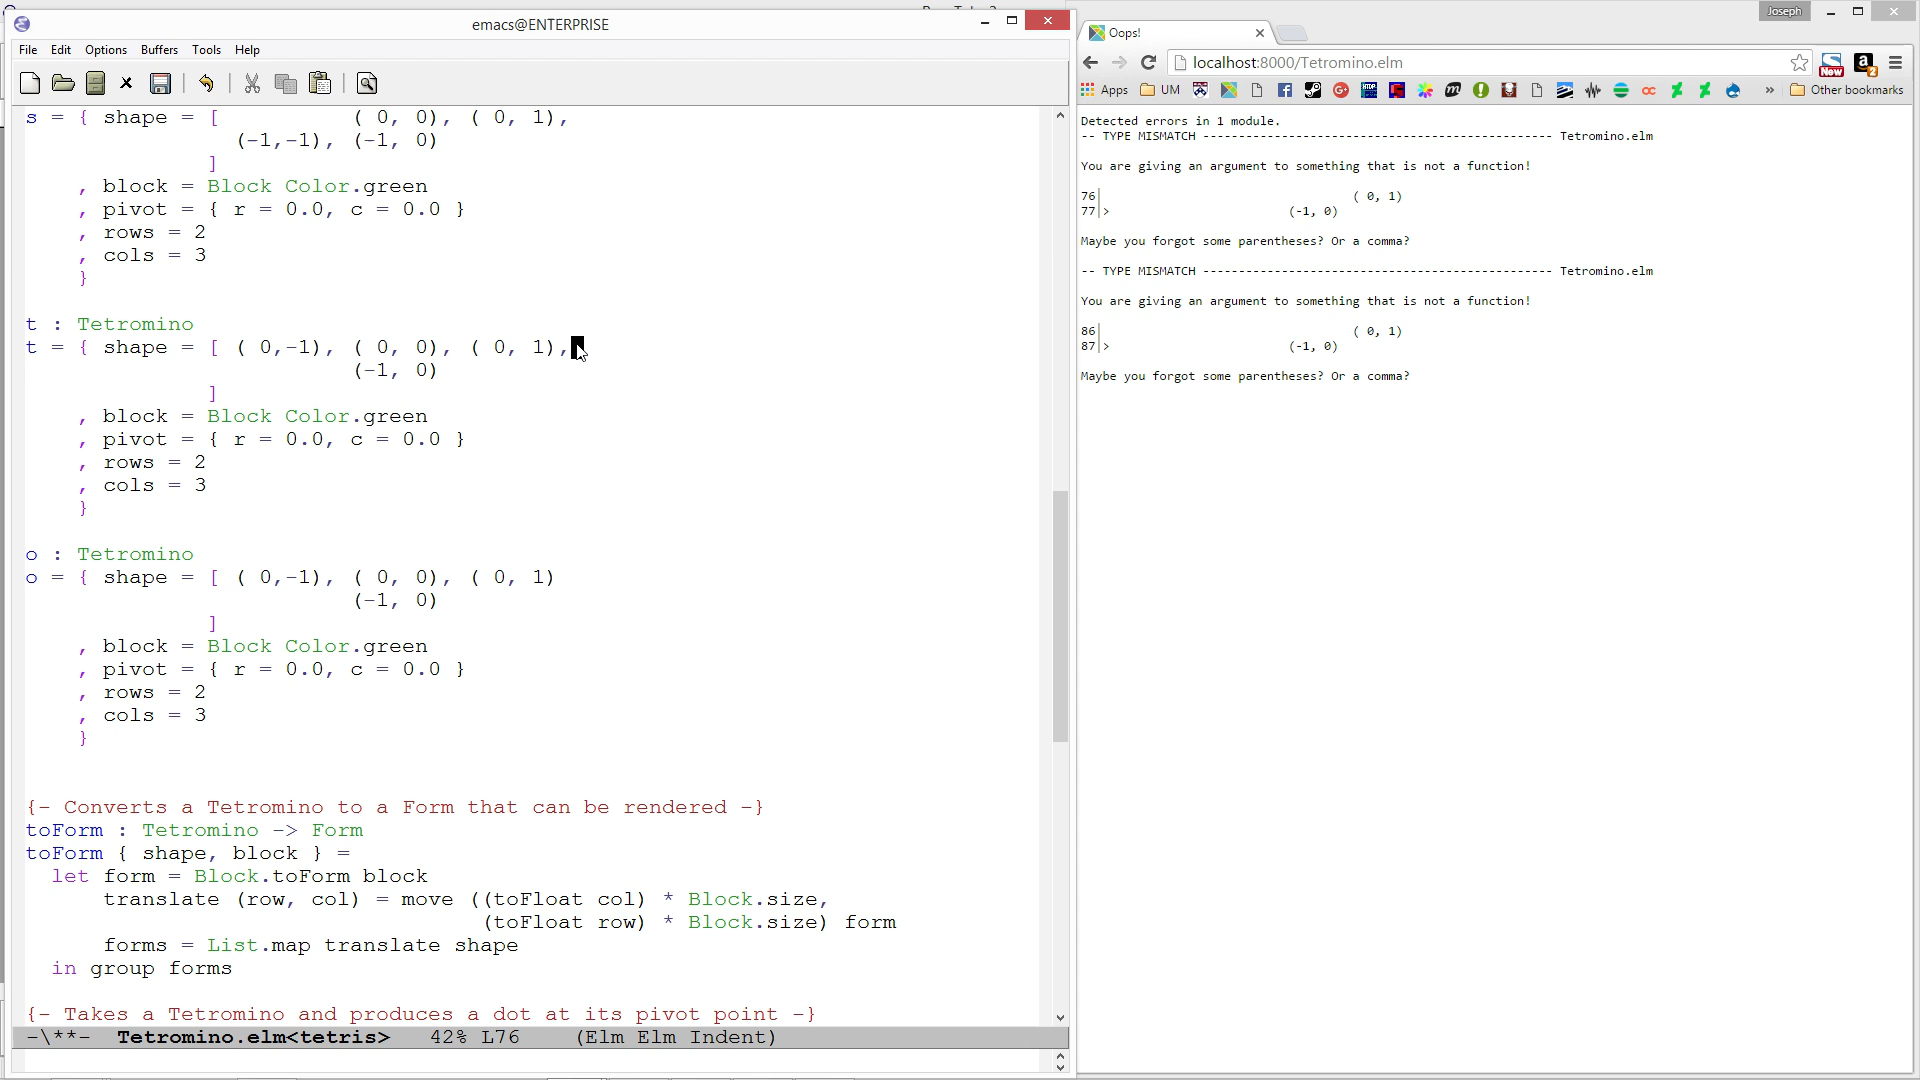 emacs@ENTERPRISE
File Edit Options Buffers Tools Help
s = { shape = [          ( 0, 0), ( 0, 1),
                (-1,-1), (-1, 0)
              ]
    , block = Block Color.green
    , pivot = { r = 0.0, c = 0.0 }
    , rows = 2
    , cols = 3
    }
t : Tetromino
t = { shape = [ ( 0,-1), ( 0, 0), ( 0, 1),
                         (-1, 0)
              ]
    , block = Block Color.green
    , pivot = { r = 0.0, c = 0.0 }
    , rows = 2
    , cols = 3
    }
o : Tetromino
o = { shape = [ ( 0,-1), ( 0, 0), ( 0, 1)
                         (-1, 0)
              ]
    , block = Block Color.green
    , pivot = { r = 0.0, c = 0.0 }
    , rows = 2
    , cols = 3
    }
{- Converts a Tetromino to a Form that can be rendered -}
toForm : Tetromino -> Form
toForm { shape, block } =
  let form = Block.toForm block
      translate (row, col) = move ((toFloat col) * Block.size,
                                   (toFloat row) * Block.size) form
      forms = List.map translate shape
  in group forms
{- Takes a Tetromino and produces a dot at its pivot point -}
-\**-  Tetromino.elm<tetris>   42% L76    (Elm Elm Indent)
Joseph
Oops!
localhost:8000/Tetromino.elm
New
2
Apps UM » Other bookmarks
Detected errors in 1 module.
-- TYPE MISMATCH ------------------------------------------------- Tetromino.elm
You are giving an argument to something that is not a function!
76|                                   ( 0, 1)
77|>                         (-1, 0)
Maybe you forgot some parentheses? Or a comma?
-- TYPE MISMATCH ------------------------------------------------- Tetromino.elm
You are giving an argument to something that is not a function!
86|                                   ( 0, 1)
87|>                         (-1, 0)
Maybe you forgot some parentheses? Or a comma?